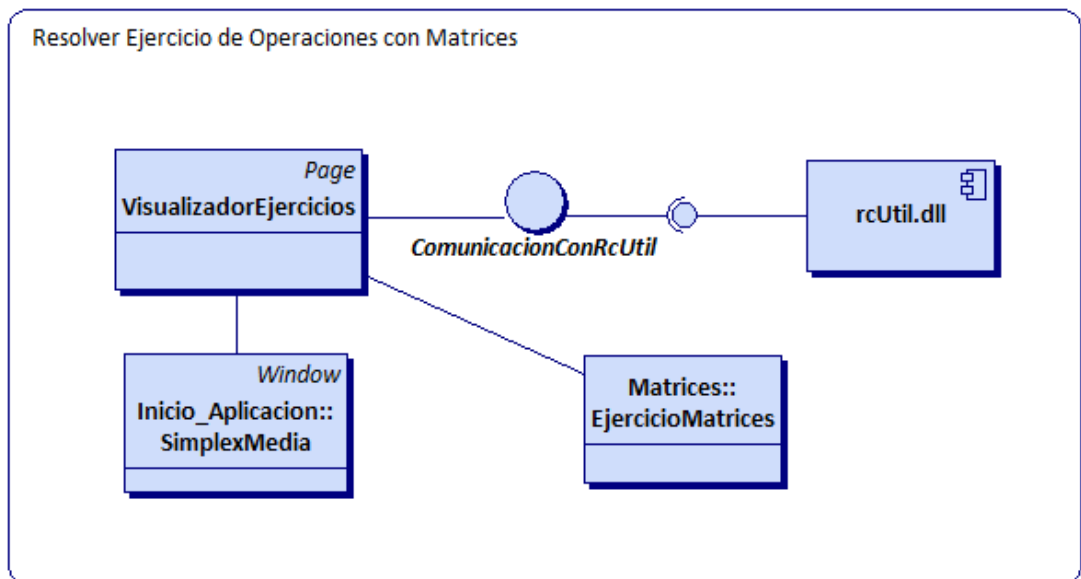 Resolver Ejercicio de Operaciones con Matrices
Page
VisualizadorEjercicios
ComunicacionConRcUtil
rcUtil.dll
Window
Inicio_Aplicacion::
SimplexMedia
Matrices::
EjercicioMatrices